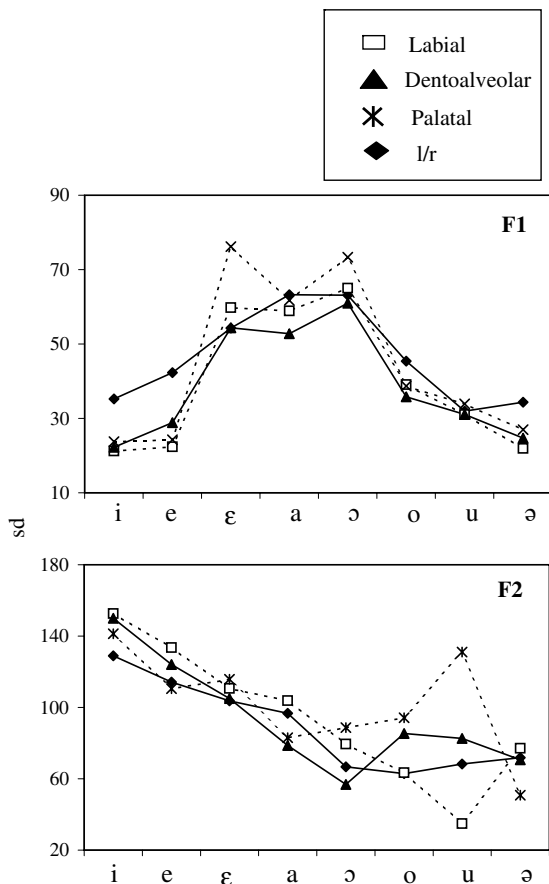 Labial
Dentoalveolar
Palatal
l/r
90
F1
70
50
30
10
i e ɛ a ɔ o u ə
sd
180
F2
140
100
60
20
i e ɛ a ɔ o u ə